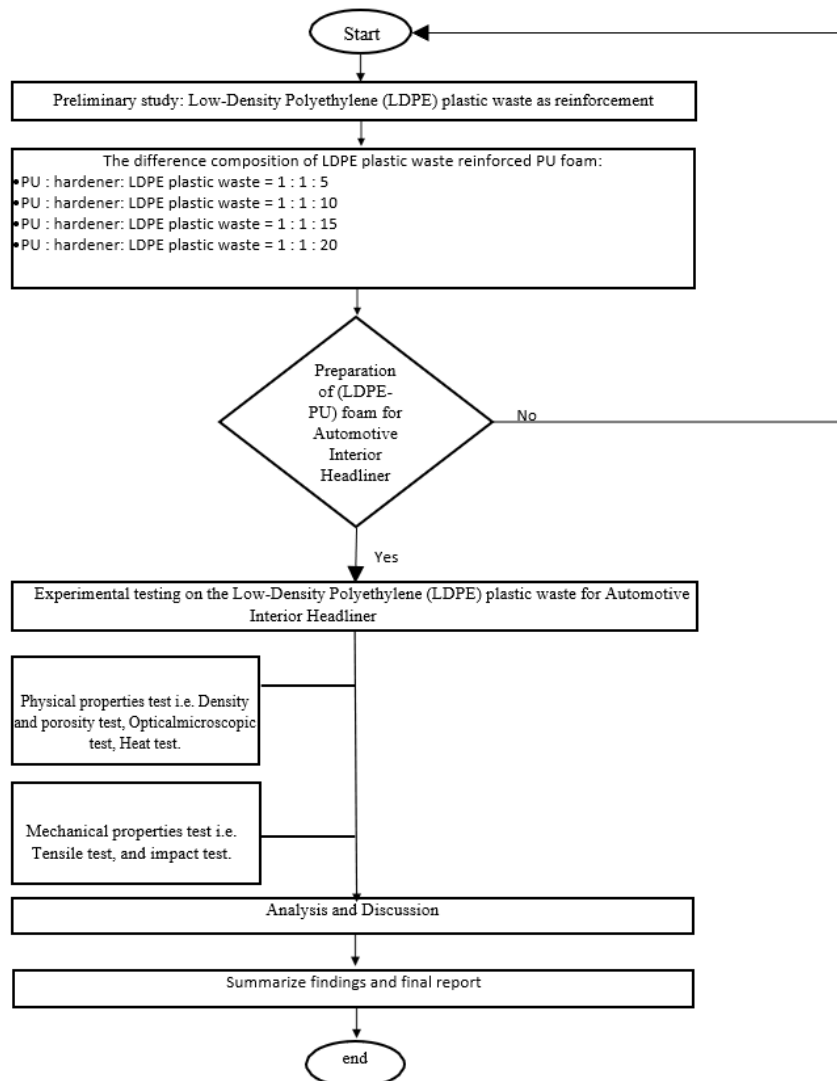 Start
Preliminary study: Low-Density Polyethylene (LDPE) plastic waste as reinforcement
The difference composition of LDPE plastic waste reinforced PU foam:
•PU : hardener: LDPE plastic waste = 1 : 1 : 5
•PU : hardener: LDPE plastic waste = 1 : 1 : 10
•PU : hardener: LDPE plastic waste = 1 : 1 : 15
•PU : hardener: LDPE plastic waste = 1 : 1 : 20
Preparation
of (LDPE-
PU) foam for
Automotive
Interior
Headliner
No
Yes
Experimental testing on the Low-Density Polyethylene (LDPE) plastic waste for Automotive
Interior Headliner
Physical properties test i.e. Density
and porosity test, Opticalmicroscopic
test, Heat test.
Mechanical properties test i.e.
Tensile test, and impact test.
Analysis and Discussion
Summarize findings and final report
end